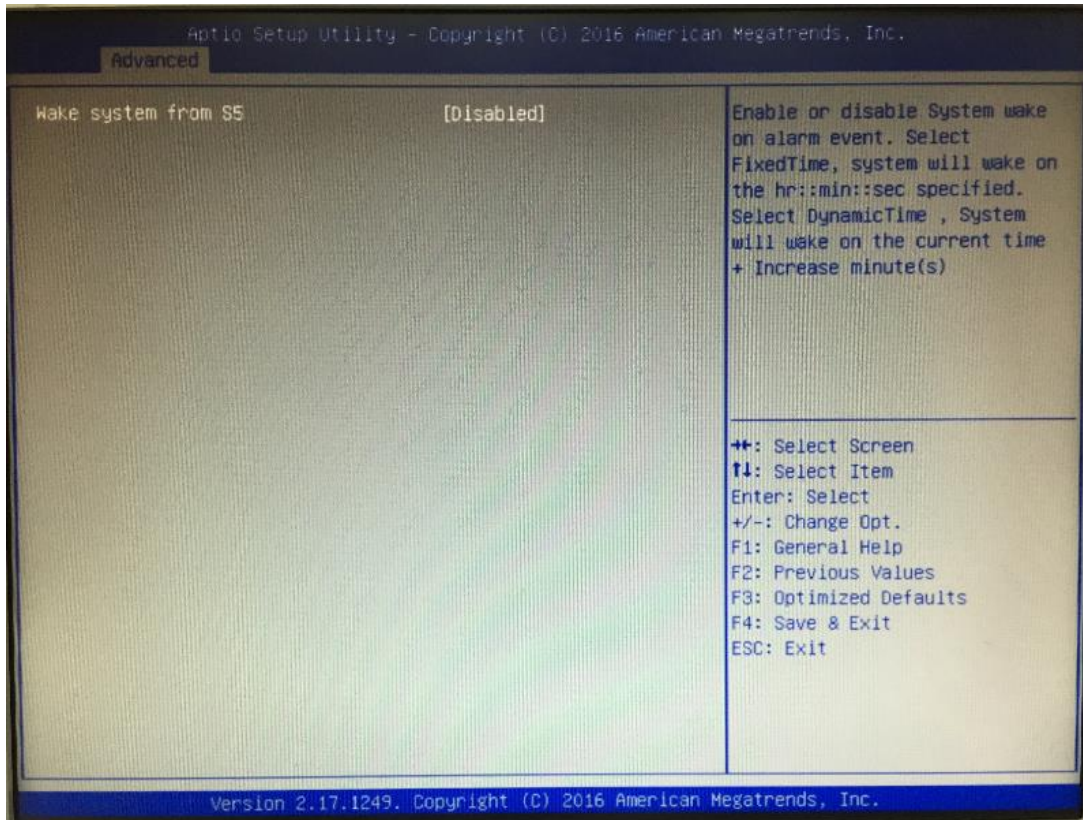 Aptio Setup Utility - Copyright (C) 2016 American Megatrends, Inc.
Advanced
Wake system from S5 [Disabled]
Enable or disable System wake
on alarm event. Select
FixedTime, system will wake on
the hr::min::sec specified.
Select DynamicTime , System
will wake on the current time
+ Increase minute(s)
→←: Select Screen
↑↓: Select Item
Enter: Select
+/-: Change Opt.
F1: General Help
F2: Previous Values
F3: Optimized Defaults
F4: Save & Exit
ESC: Exit
Version 2.17.1249. Copyright (C) 2016 American Megatrends, Inc.